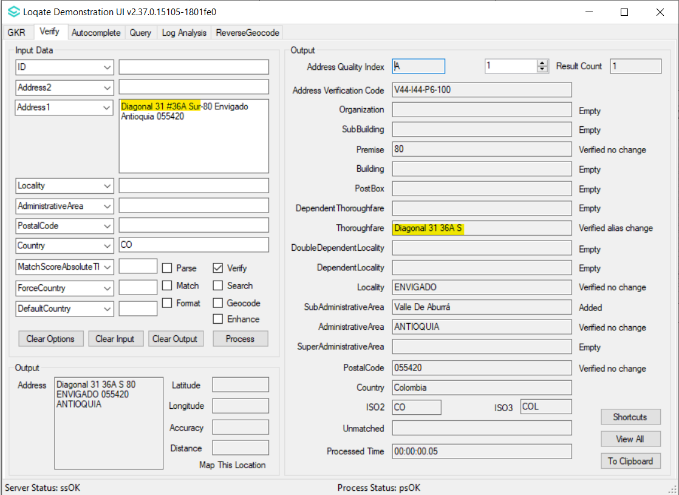 Loqate Demonstration UI v2.37.0.15105-1801fe0
GKR Verify Autocomplete Query Log Analysis ReverseGeocode
Input Data
ID
Address2
Address1
Diagonal 31 #36A Sur-80 Envigado
Antioquia 055420
Locality
AdministrativeArea
PostalCode
Country CO
MatchScoreAbsoluteTl Parse Verify
ForceCountry Match Search
DefaultCountry Format Geocode
Enhance
Clear Options Clear Input Clear Output Process
Output
Address
Diagonal 31 36A S 80
ENVIGADO 055420
ANTIOQUIA
Latitude
Longitude
Accuracy
Distance
Map This Location
Output
Address Quality Index A 1 Result Count 1
Address Verification Code V44-I44-P6-100
Organization Empty
SubBuilding Empty
Premise 80 Verified no change
Building Empty
PostBox Empty
DependentThoroughfare Empty
Thoroughfare Diagonal 31 36A S Verified alias change
DoubleDependentLocality Empty
DependentLocality Empty
Locality ENVIGADO Verified no change
SubAdministrativeArea Valle De Aburrá Added
AdministrativeArea ANTIOQUIA Verified no change
SuperAdministrativeArea Empty
PostalCode 055420 Verified no change
Country Colombia
ISO2 CO ISO3 COL
Unmatched
Processed Time 00:00:00.05
Shortcuts
View All
To Clipboard
Server Status: ssOK Process Status: psOK